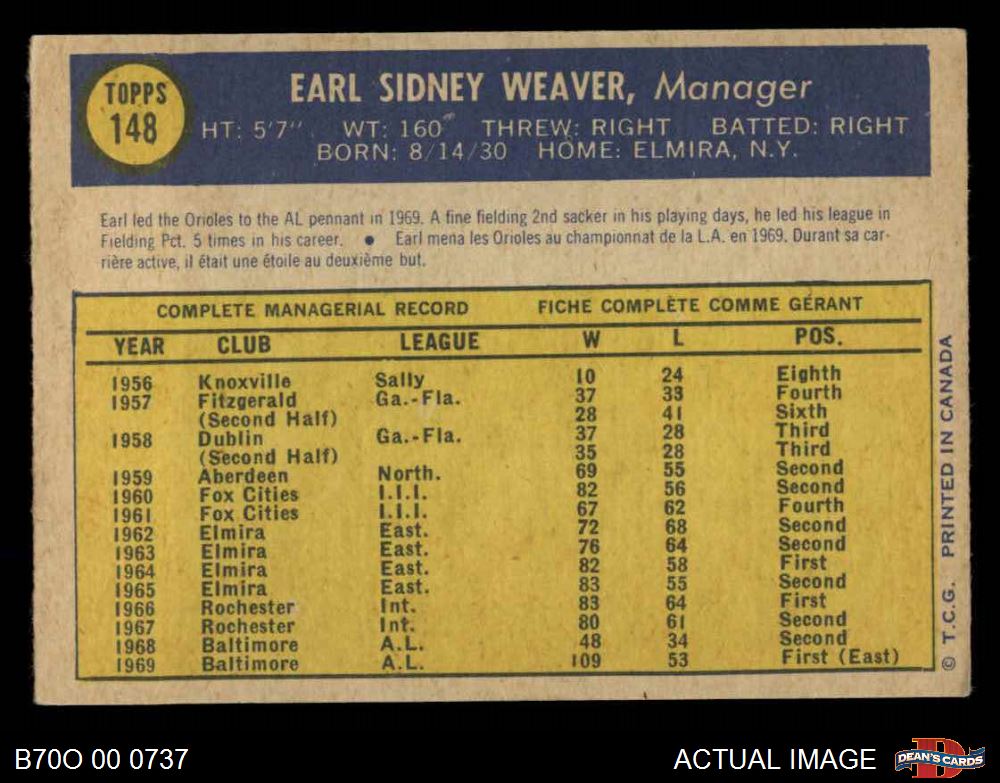 TOPPS
148
EARL SIDNEY WEAVER, Manager
HT: 5'7" WT: 160 THREW: RIGHT BATTED: RIGHT
BORN: 8/14/30 HOME: ELMIRA, N.Y.
Earl led the Orioles to the AL pennant in 1969. A fine fielding 2nd sacker in his playing days, he led his league in
Fielding Pct. 5 times in his career. ● Earl mena les Orioles au championnat de la L.A. en 1969. Durant sa car-
rière active, il était une étoile au deuxième but.
COMPLETE MANAGERIAL RECORD FICHE COMPLÈTE COMME GÉRANT
YEAR CLUB LEAGUE W L POS.
1956 Knoxville Sally 10 24 Eighth
1957 Fitzgerald Ga.-Fla. 37 33 Fourth
(Second Half) 28 41 Sixth
1958 Dublin Ga.-Fla. 37 28 Third
(Second Half) 35 28 Third
1959 Aberdeen North. 69 55 Second
1960 Fox Cities I.I.I. 82 56 Second
1961 Fox Cities I.I.I. 67 62 Fourth
1962 Elmira East. 72 68 Second
1963 Elmira East. 76 64 Second
1964 Elmira East. 82 58 First
1965 Elmira East. 83 55 Second
1966 Rochester Int. 83 64 First
1967 Rochester Int. 80 61 Second
1968 Baltimore A.L. 48 34 Second
1969 Baltimore A.L. 109 53 First (East)
© T.C.G. PRINTED IN CANADA
B70O 00 0737
ACTUAL IMAGE
DEAN'S CARDS